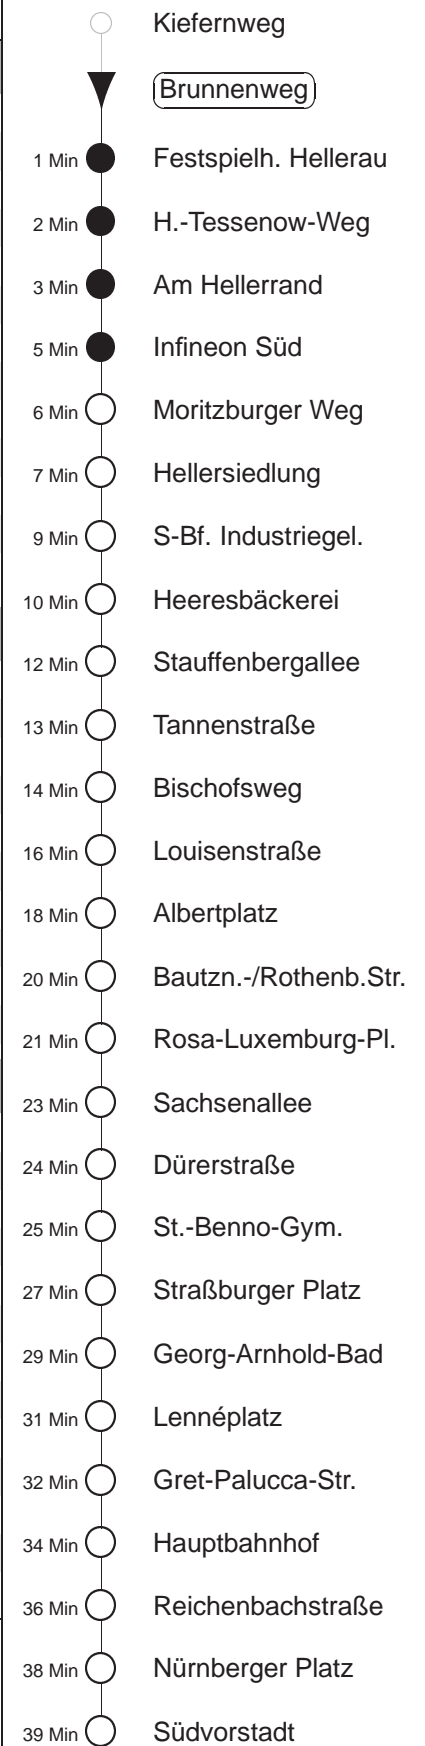 Kiefernweg
Brunnenweg
1 Min Festspielh. Hellerau
2 Min H.-Tessenow-Weg
3 Min Am Hellerrand
5 Min Infineon Süd
6 Min Moritzburger Weg
7 Min Hellersiedlung
9 Min S-Bf. Industriegel.
10 Min Heeresbäckerei
12 Min Stauffenbergallee
13 Min Tannenstraße
14 Min Bischofsweg
16 Min Louisenstraße
18 Min Albertplatz
20 Min Bautzn.-/Rothenb.Str.
21 Min Rosa-Luxemburg-Pl.
23 Min Sachsenallee
24 Min Dürerstraße
25 Min St.-Benno-Gym.
27 Min Straßburger Platz
29 Min Georg-Arnhold-Bad
31 Min Lennéplatz
32 Min Gret-Palucca-Str.
34 Min Hauptbahnhof
36 Min Reichenbachstraße
38 Min Nürnberger Platz
39 Min Südvorstadt